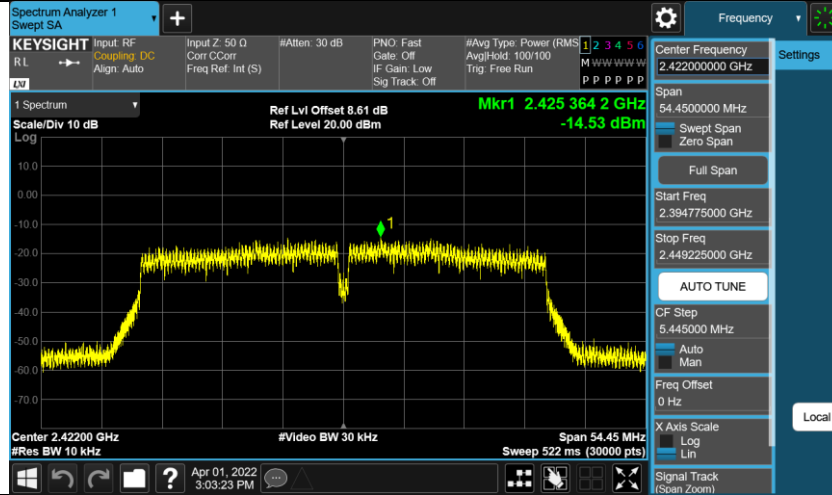 Spectrum Analyzer 1
Swept SA
+
Frequency
KEYSIGHT
RL
LXI
Input: RF
Coupling: DC
Align: Auto
Input Z: 50 Ω
Corr CCorr
Freq Ref: Int (S)
#Atten: 30 dB
PNO: Fast
Gate: Off
IF Gain: Low
Sig Track: Off
#Avg Type: Power (RMS
Avg|Hold: 100/100
Trig: Free Run
1 2 3 4 5 6
M W W W W W
P P P P P P
1 Spectrum
Scale/Div 10 dB
Log
Ref Lvl Offset 8.61 dB
Ref Level 20.00 dBm
Mkr1 2.425 364 2 GHz
-14.53 dBm
10.0
0.00
-10.0
-20.0
-30.0
-40.0
-50.0
-60.0
-70.0
1
Center 2.42200 GHz
#Res BW 10 kHz
#Video BW 30 kHz
Span 54.45 MHz
Sweep 522 ms (30000 pts)
?
Apr 01, 2022
3:03:23 PM
Center Frequency
2.422000000 GHz
Span
54.4500000 MHz
Swept Span
Zero Span
Full Span
Start Freq
2.394775000 GHz
Stop Freq
2.449225000 GHz
AUTO TUNE
CF Step
5.445000 MHz
Auto
Man
Freq Offset
0 Hz
X Axis Scale
Log
Lin
Signal Track
(Span Zoom)
Settings
Local